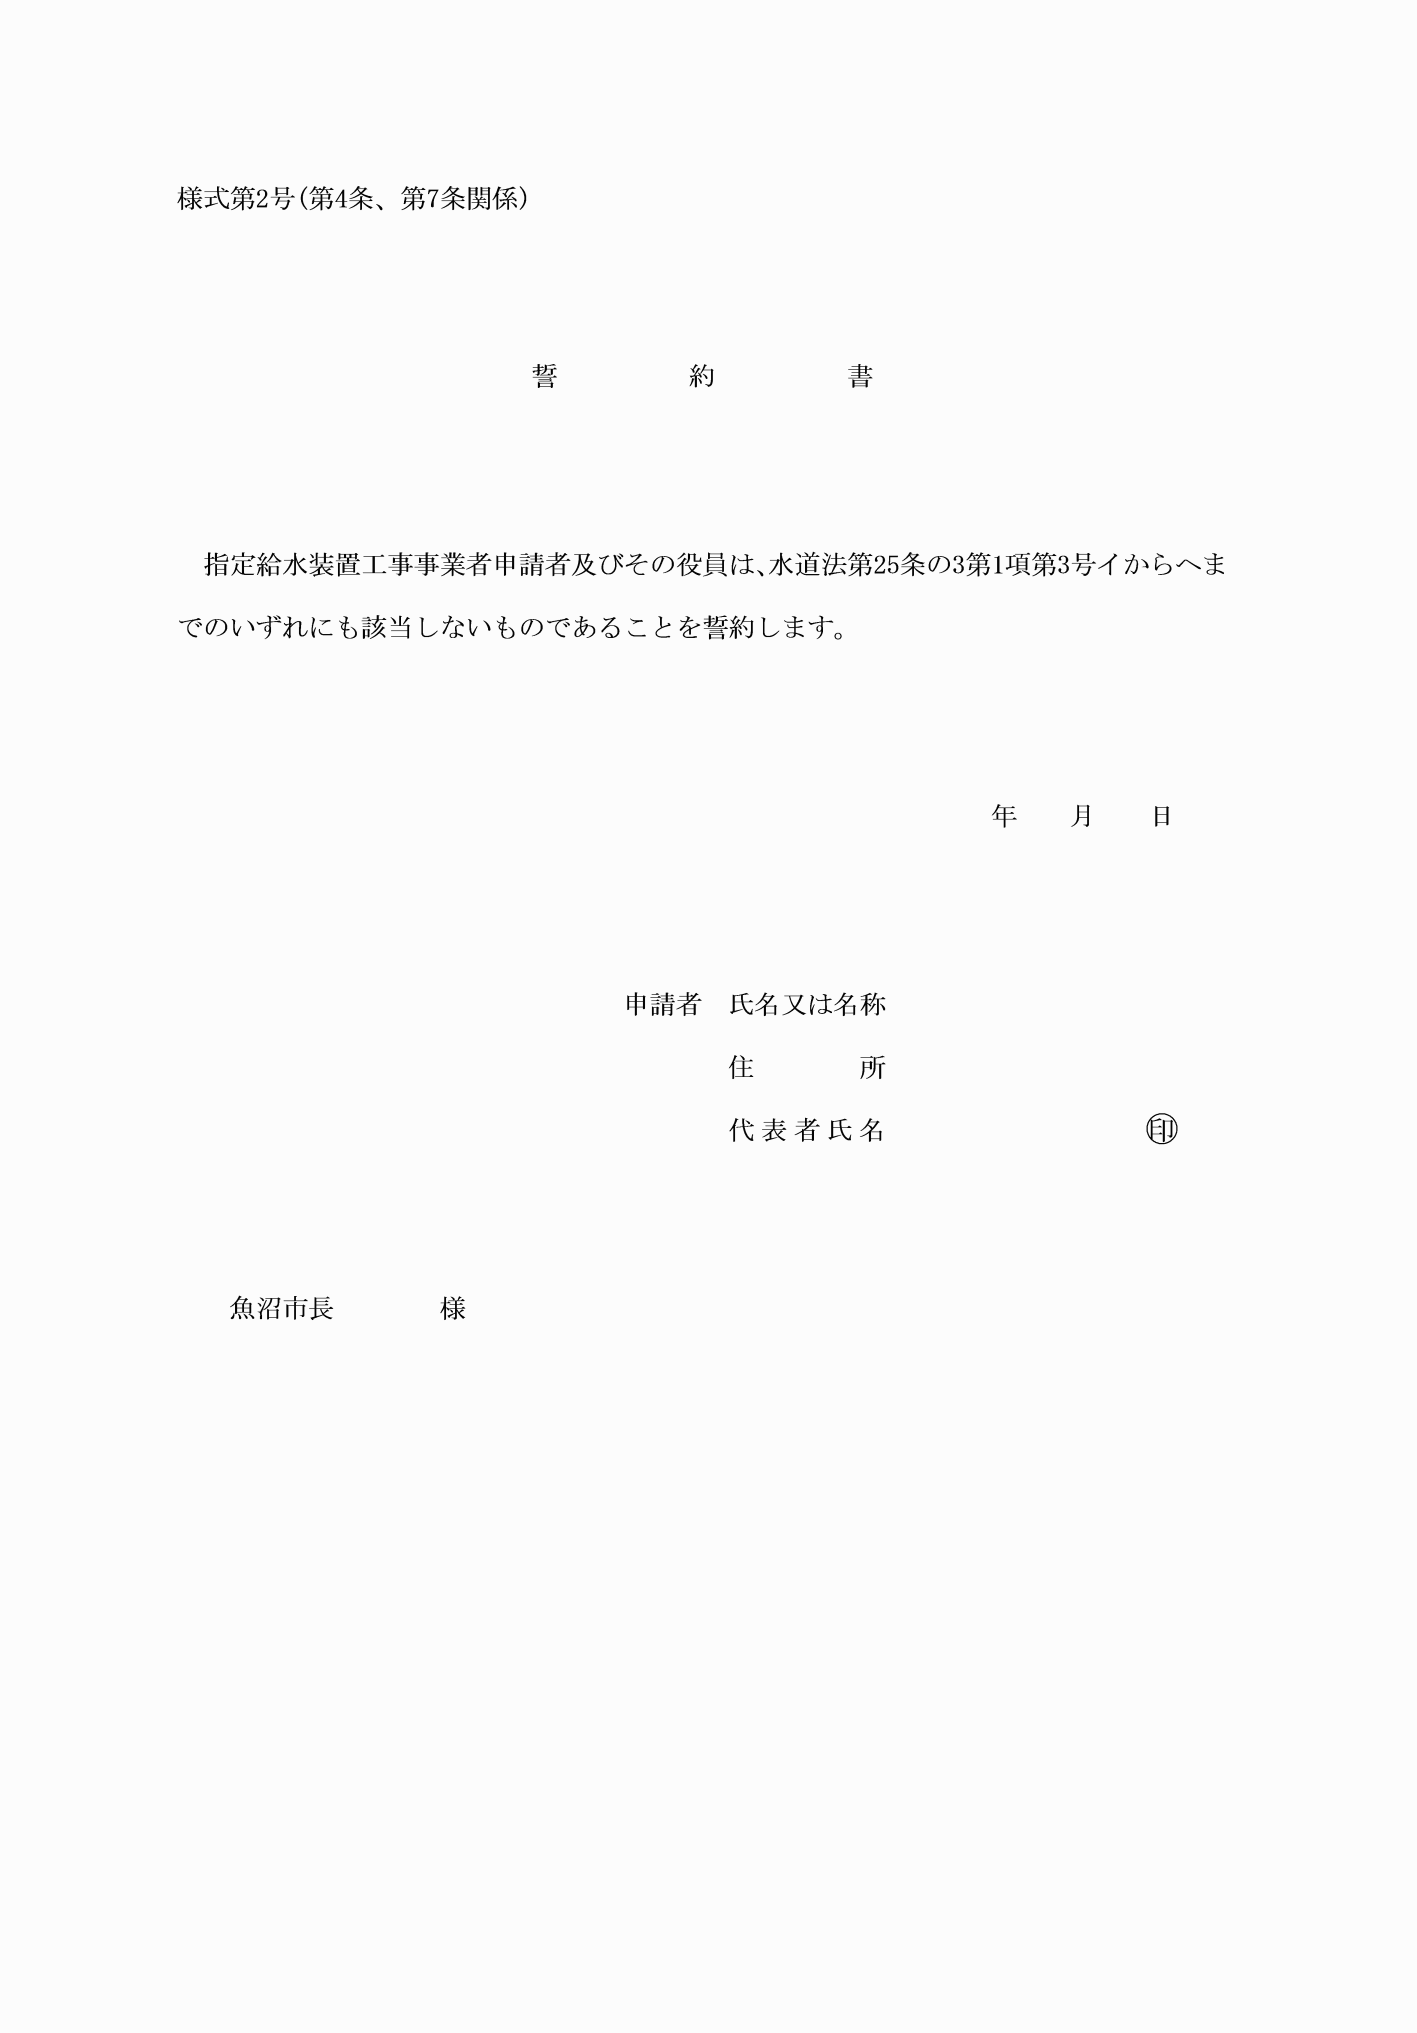 様式第2号(第4条、第7条関係)
誓　　　　　約　　　　　書
　指定給水装置工事事業者申請者及びその役員は、水道法第25条の3第1項第3号イからヘま
でのいずれにも該当しないものであることを誓約します。
年　　月　　日
申請者　氏名又は名称
住　　　　所
代表者氏名　　　　　　　　　　㊞
魚沼市長　　　　様